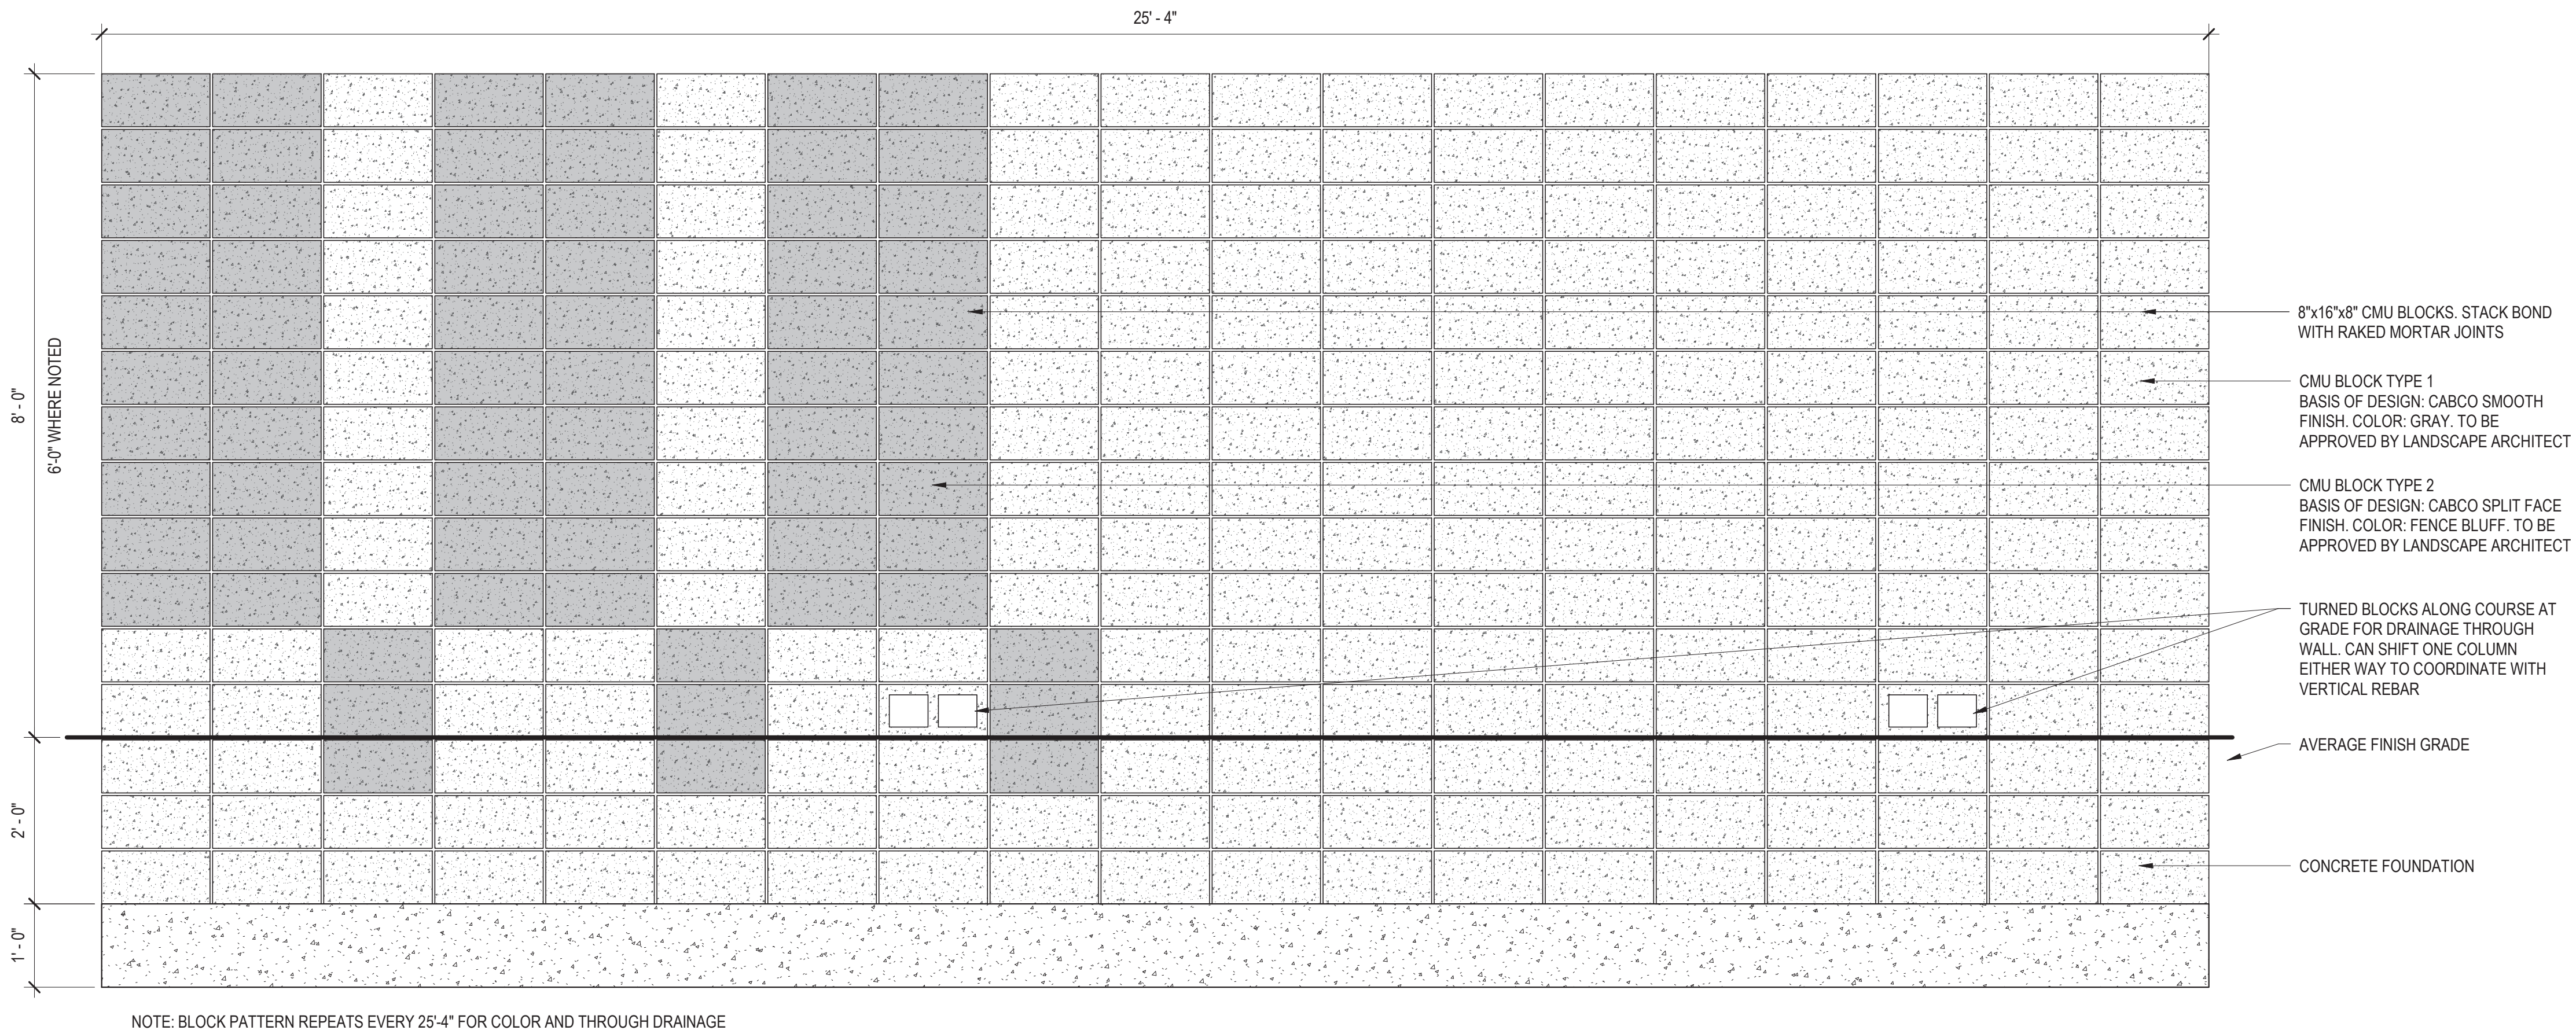 25' - 4"
8' - 0"
6'-0" WHERE NOTED
2' - 0"
1' - 0"
8"x16"x8" CMU BLOCKS. STACK BOND
WITH RAKED MORTAR JOINTS
CMU BLOCK TYPE 1
BASIS OF DESIGN: CABCO SMOOTH
FINISH. COLOR: GRAY. TO BE
APPROVED BY LANDSCAPE ARCHITECT
CMU BLOCK TYPE 2
BASIS OF DESIGN: CABCO SPLIT FACE
FINISH. COLOR: FENCE BLUFF. TO BE
APPROVED BY LANDSCAPE ARCHITECT
TURNED BLOCKS ALONG COURSE AT
GRADE FOR DRAINAGE THROUGH
WALL. CAN SHIFT ONE COLUMN
EITHER WAY TO COORDINATE WITH
VERTICAL REBAR
AVERAGE FINISH GRADE
CONCRETE FOUNDATION
NOTE: BLOCK PATTERN REPEATS EVERY 25'-4" FOR COLOR AND THROUGH DRAINAGE